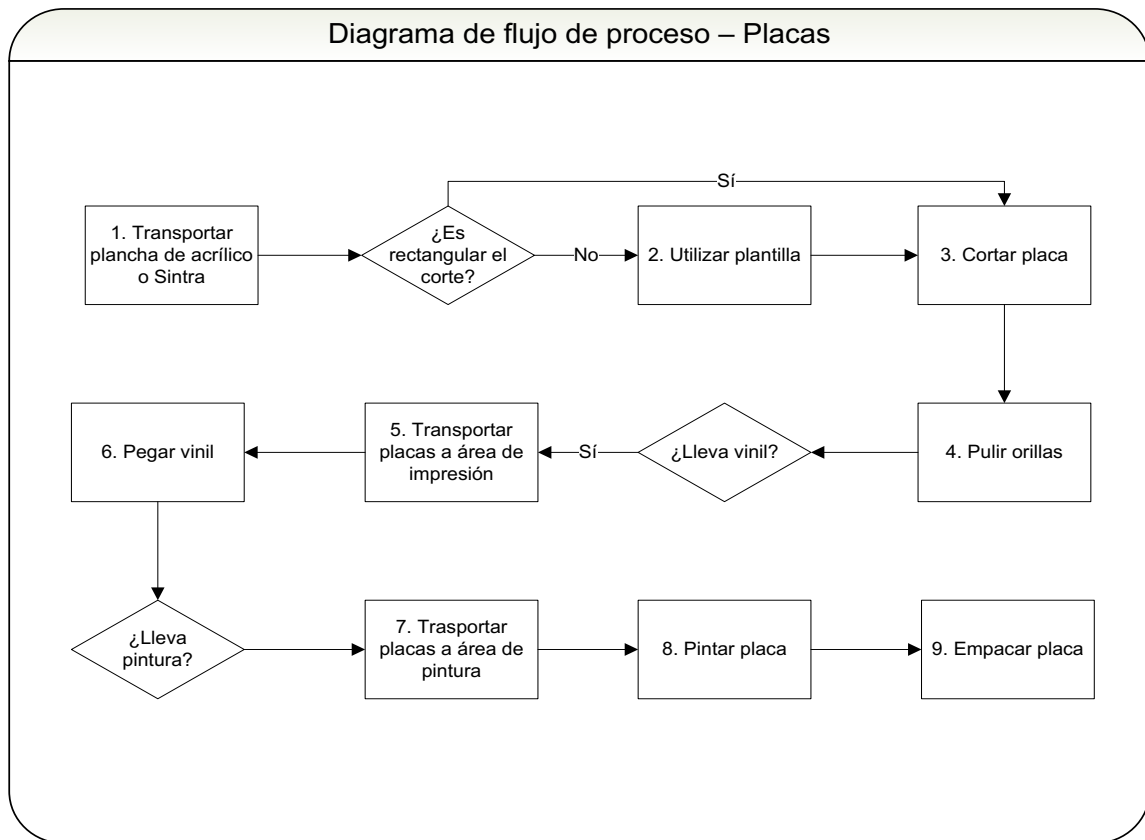 Diagrama de flujo de proceso – Placas
Sí
1. Transportar
plancha de acrílico
o Sintra
¿Es
rectangular el
corte?
No
2. Utilizar plantilla
3. Cortar placa
6. Pegar vinil
5. Transportar
placas a área de
impresión
Sí
¿Lleva vinil?
4. Pulir orillas
¿Lleva
pintura?
7. Trasportar
placas a área de
pintura
8. Pintar placa
9. Empacar placa